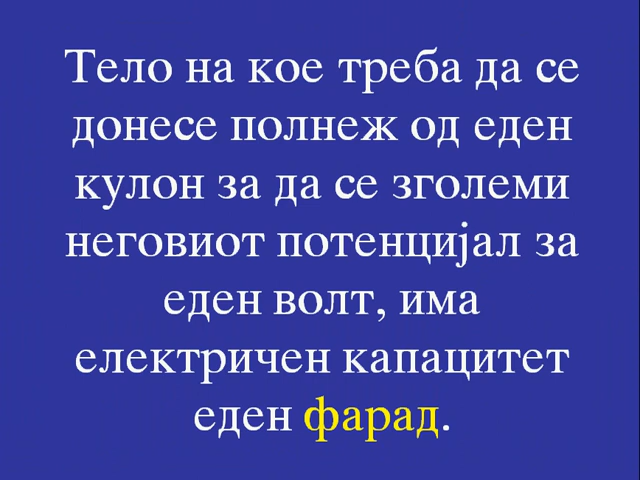 Тело на кое треба да се
донесе полнеж од еден
кулон за да се зголеми
неговиот потенцијал за
еден волт, има
електричен капацитет
еден фарад.